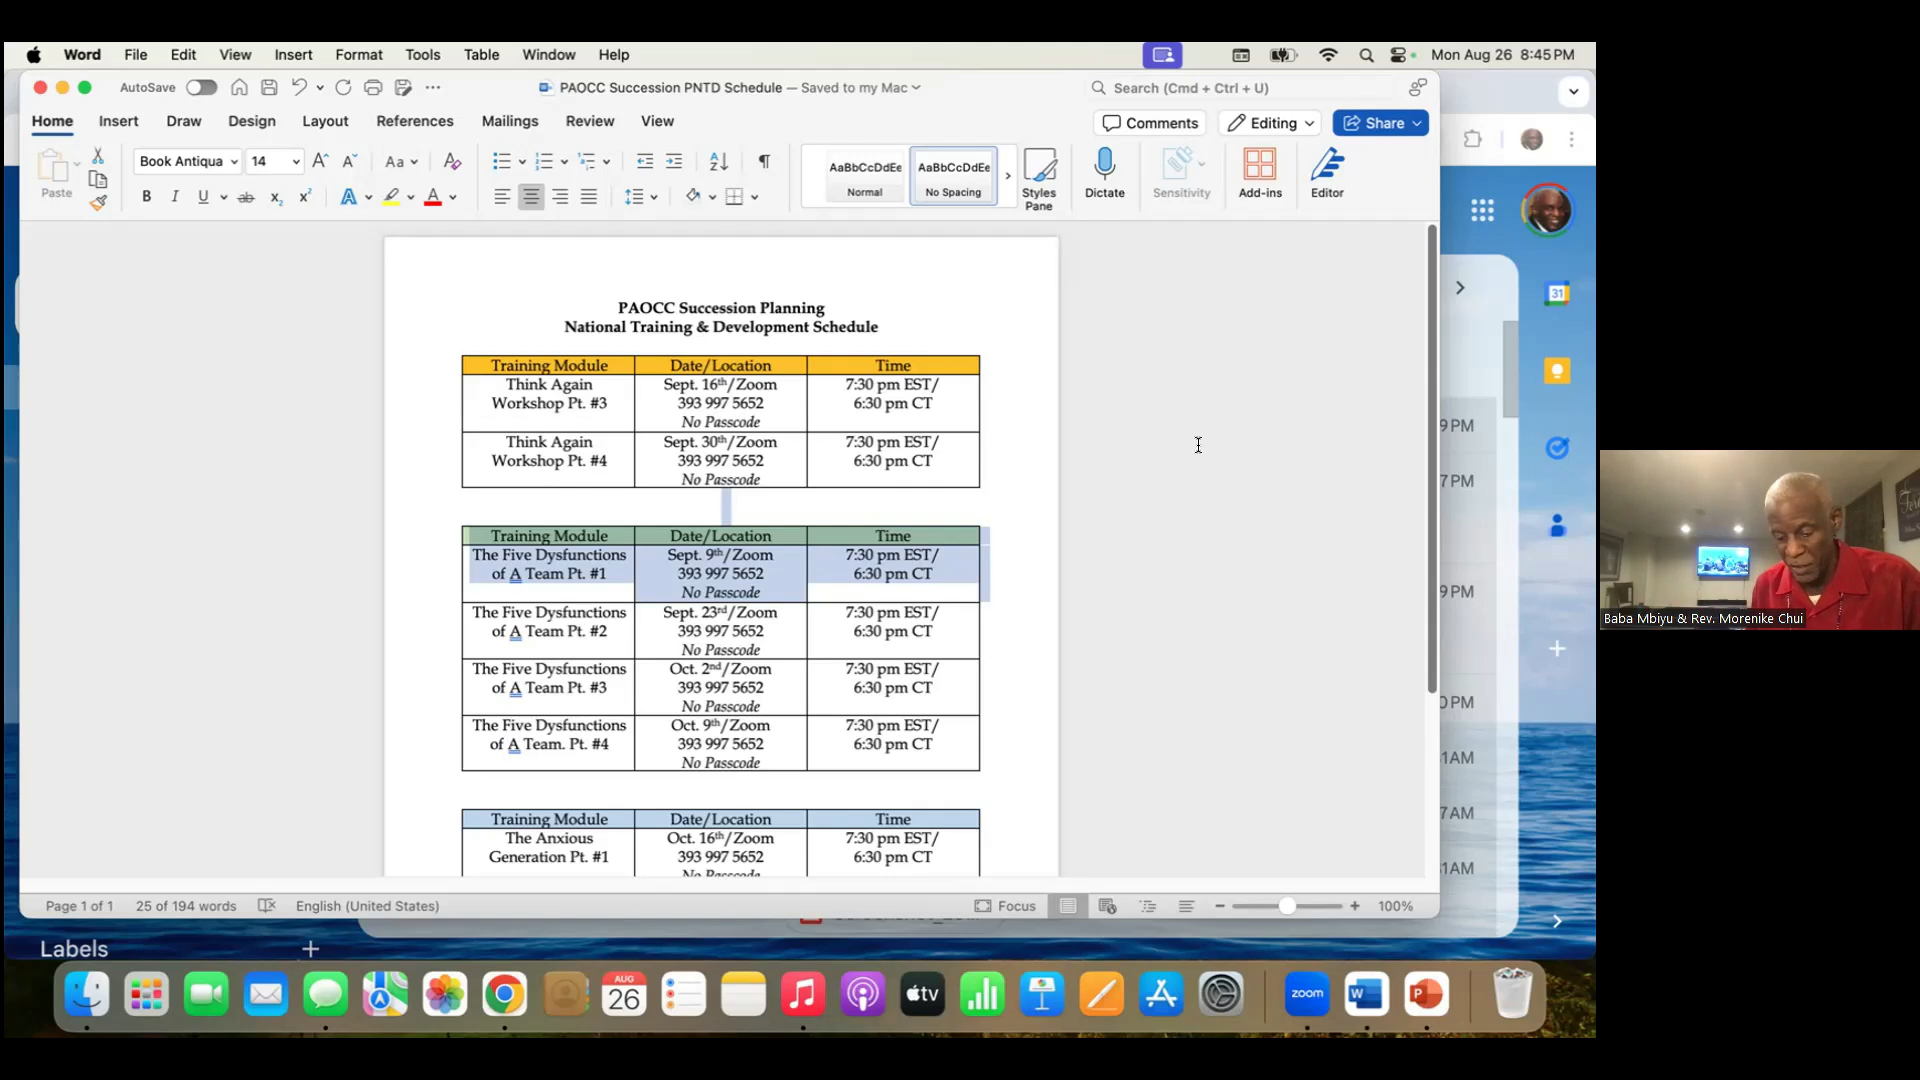 Word File Edit View Insert Format Tools Table Window Help Mon Aug 26 8:45 PM
AutoSave PAOCC Succession PNTD Schedule — Saved to my Mac Search (Cmd + Ctrl + U)
Home Insert Draw Design Layout References Mailings Review View Comments Editing Share
Paste Book Antiqua 14 AaBbCcDdEe Normal AaBbCcDdEe No Spacing Styles Pane Dictate Sensitivity Add-ins Editor
PAOCC Succession Planning
National Training & Development Schedule
Training Module Date/Location Time
Think Again Sept. 16th/Zoom 7:30 pm EST/
Workshop Pt. #3 393 997 5652 6:30 pm CT
No Passcode
Think Again Sept. 30th/Zoom 7:30 pm EST/
Workshop Pt. #4 393 997 5652 6:30 pm CT
No Passcode
Training Module Date/Location Time
The Five Dysfunctions Sept. 9th/Zoom 7:30 pm EST/
of A Team Pt. #1 393 997 5652 6:30 pm CT
No Passcode
The Five Dysfunctions Sept. 23rd/Zoom 7:30 pm EST/
of A Team Pt. #2 393 997 5652 6:30 pm CT
No Passcode
The Five Dysfunctions Oct. 2nd/Zoom 7:30 pm EST/
of A Team Pt. #3 393 997 5652 6:30 pm CT
No Passcode
The Five Dysfunctions Oct. 9th/Zoom 7:30 pm EST/
of A Team. Pt. #4 393 997 5652 6:30 pm CT
No Passcode
Training Module Date/Location Time
The Anxious Oct. 16th/Zoom 7:30 pm EST/
Generation Pt. #1 393 997 5652 6:30 pm CT
No Passcode
Page 1 of 1 25 of 194 words English (United States) Focus 100%
Labels
AUG
26
tv
zoom
W
P
31
9 PM
7 PM
9 PM
0 PM
1 AM
7 AM
1 AM
Baba Mbiyu & Rev. Morenike Chui